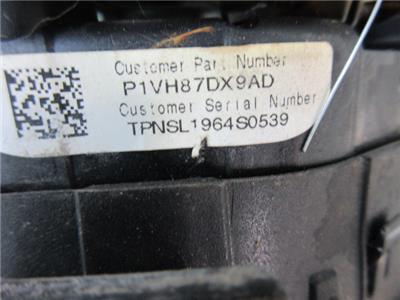 Customer Part Number
P1VH87DX9AD
Customer Serial Number
TPNSL1964S0539